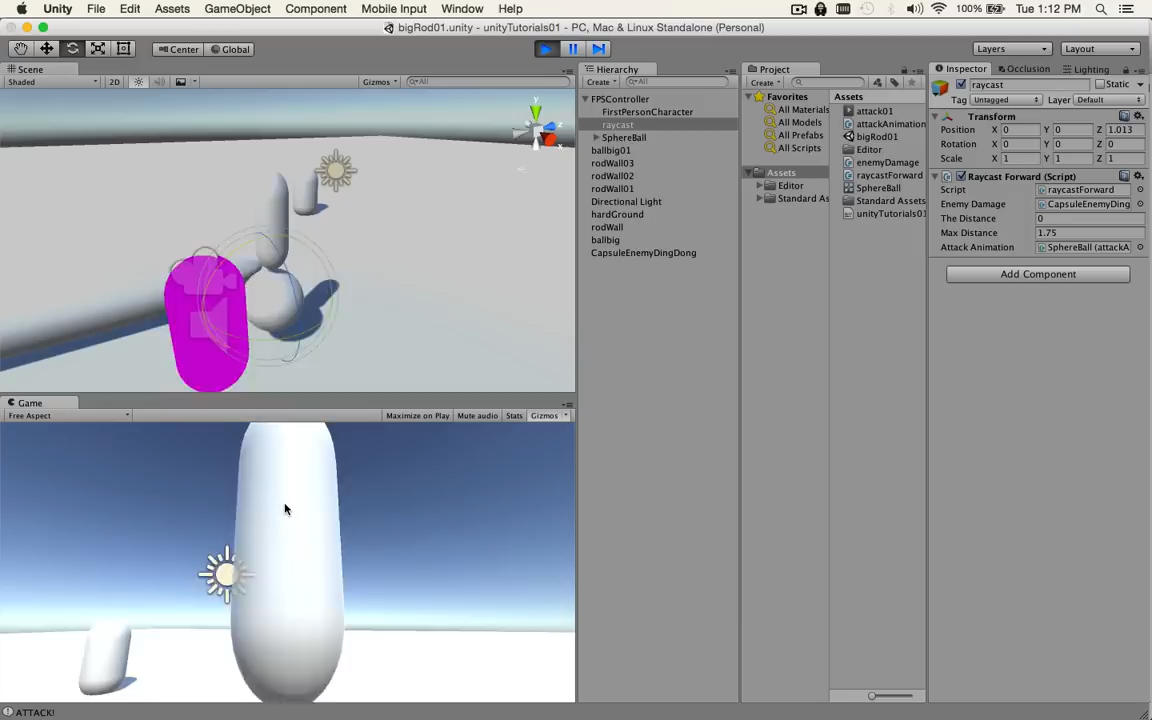 Unity File Edit Assets GameObject Component Mobile Input Window Help 100% Tue 1:12 PM
bigRod01.unity - unityTutorials01 - PC, Mac & Linux Standalone (Personal)
Center Global Layers Layout
Scene
Shaded 2D Gizmos All
y
z
Game
Free Aspect Maximize on Play Mute audio Stats Gizmos
Hierarchy
Create All
FPSController
FirstPersonCharacter
raycast
SphereBall
ballbig01
rodWall03
rodWall02
rodWall01
Directional Light
hardGround
rodWall
ballbig
CapsuleEnemyDingDong
Project
Create
Favorites
All Materials
All Models
All Prefabs
All Scripts
Assets
Editor
Standard As
Assets
attack01
attackAnimation
bigRod01
Editor
enemyDamage
raycastForward
SphereBall
Standard Assets
unityTutorials01
Inspector Occlusion Lighting
raycast Static
Tag Untagged Layer Default
Transform
Position X 0 Y 0 Z 1.013
Rotation X 0 Y 0 Z 0
Scale X 1 Y 1 Z 1
Raycast Forward (Script)
Script raycastForward
Enemy Damage CapsuleEnemyDing
The Distance 0
Max Distance 1.75
Attack Animation SphereBall (attackA
Add Component
ATTACK!